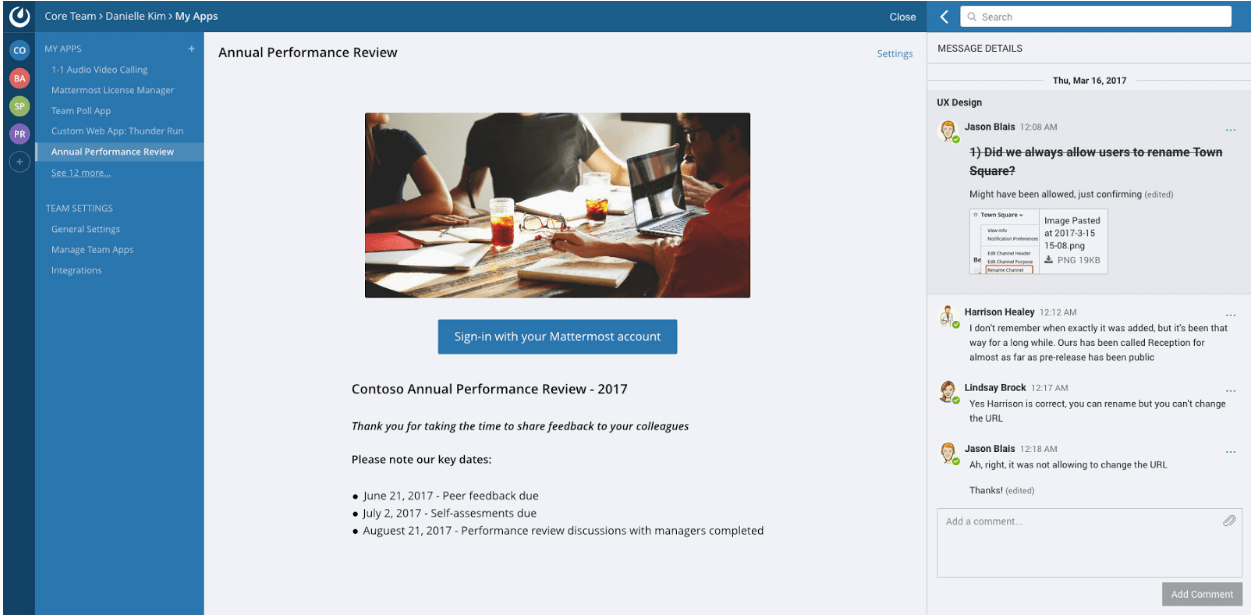 Core Team > Danielle Kim > My Apps
Close
CO
BA
SP
PR
+
MY APPS +
1-1 Audio Video Calling
Mattermost License Manager
Team Poll App
Custom Web App: Thunder Run
Annual Performance Review
See 12 more...
TEAM SETTINGS
General Settings
Manage Team Apps
Integrations
Annual Performance Review
Settings
Sign-in with your Mattermost account
Contoso Annual Performance Review - 2017
Thank you for taking the time to share feedback to your colleagues
Please note our key dates:
● June 21, 2017 - Peer feedback due
● July 2, 2017 - Self-assesments due
● Auguest 21, 2017 - Performance review discussions with managers completed
Search
MESSAGE DETAILS
Thu, Mar 16, 2017
UX Design
Jason Blais 12:08 AM
...
1) Did we always allow users to rename Town
Square?
Might have been allowed, just confirming (edited)
Town Square
View Info
Notification Preferences
Edit Channel Header
Edit Channel Purpose
Rename Channel
Be
Image Pasted
at 2017-3-15
15-08.png
PNG 19KB
Harrison Healey 12:12 AM
...
I don't remember when exactly it was added, but it's been that
way for a long while. Ours has been called Reception for
almost as far as pre-release has been public
Lindsay Brock 12:17 AM
...
Yes Harrison is correct, you can rename but you can't change
the URL
Jason Blais 12:18 AM
...
Ah, right, it was not allowing to change the URL
Thanks! (edited)
Add a comment...
Add Comment